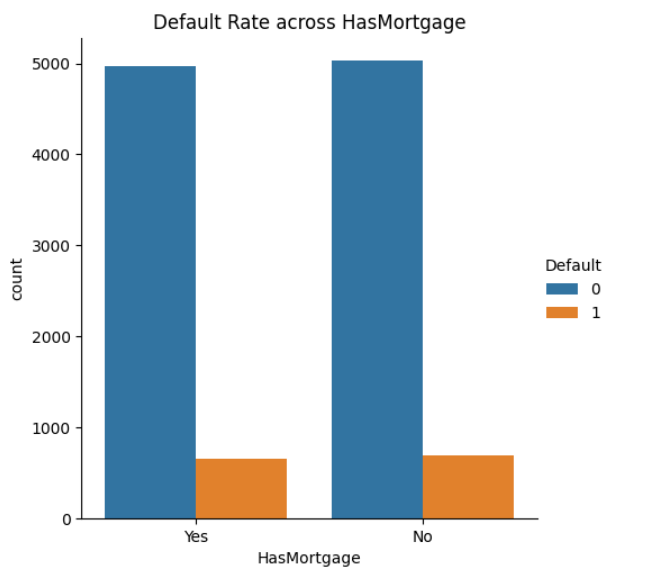 Default Rate across HasMortgage
5000
4000
3000
2000
1000
0
count
Yes
No
HasMortgage
Default
0
1